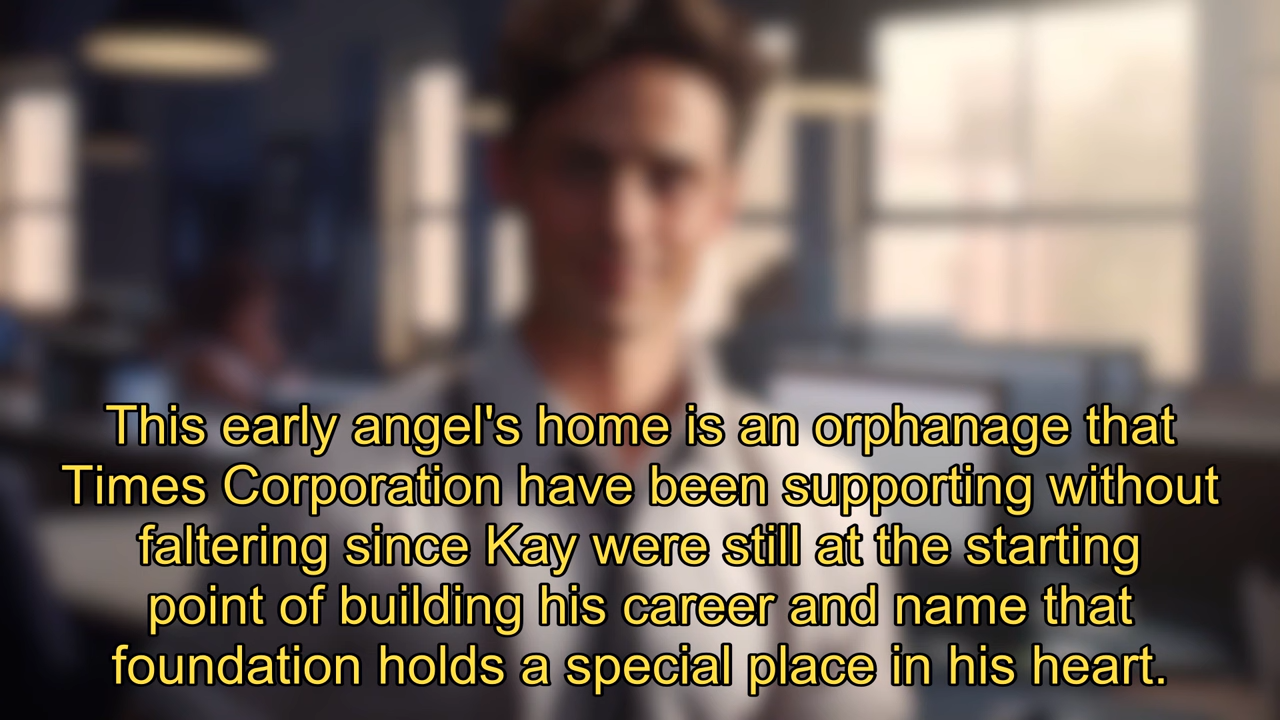 This early angel's home is an orphanage that
Times Corporation have been supporting without
faltering since Kay were still at the starting
point of building his career and name that
foundation holds a special place in his heart.